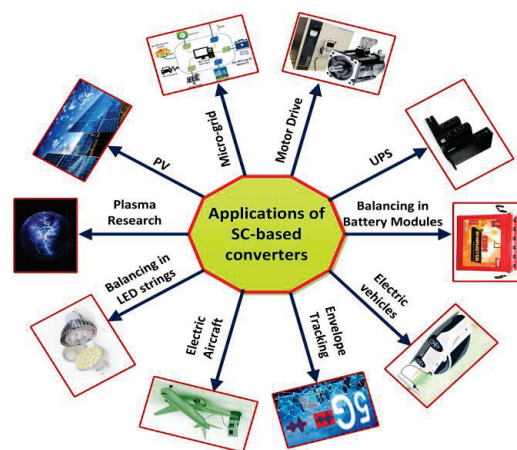 Micro-grid
Motor Drive
PV
UPS
Plasma
Research
Applications of
SC-based
converters
Balancing in
Battery Modules
Balancing in
LED strings
Electric
Aircraft
Envelope
Tracking
Electric
vehicles
5G